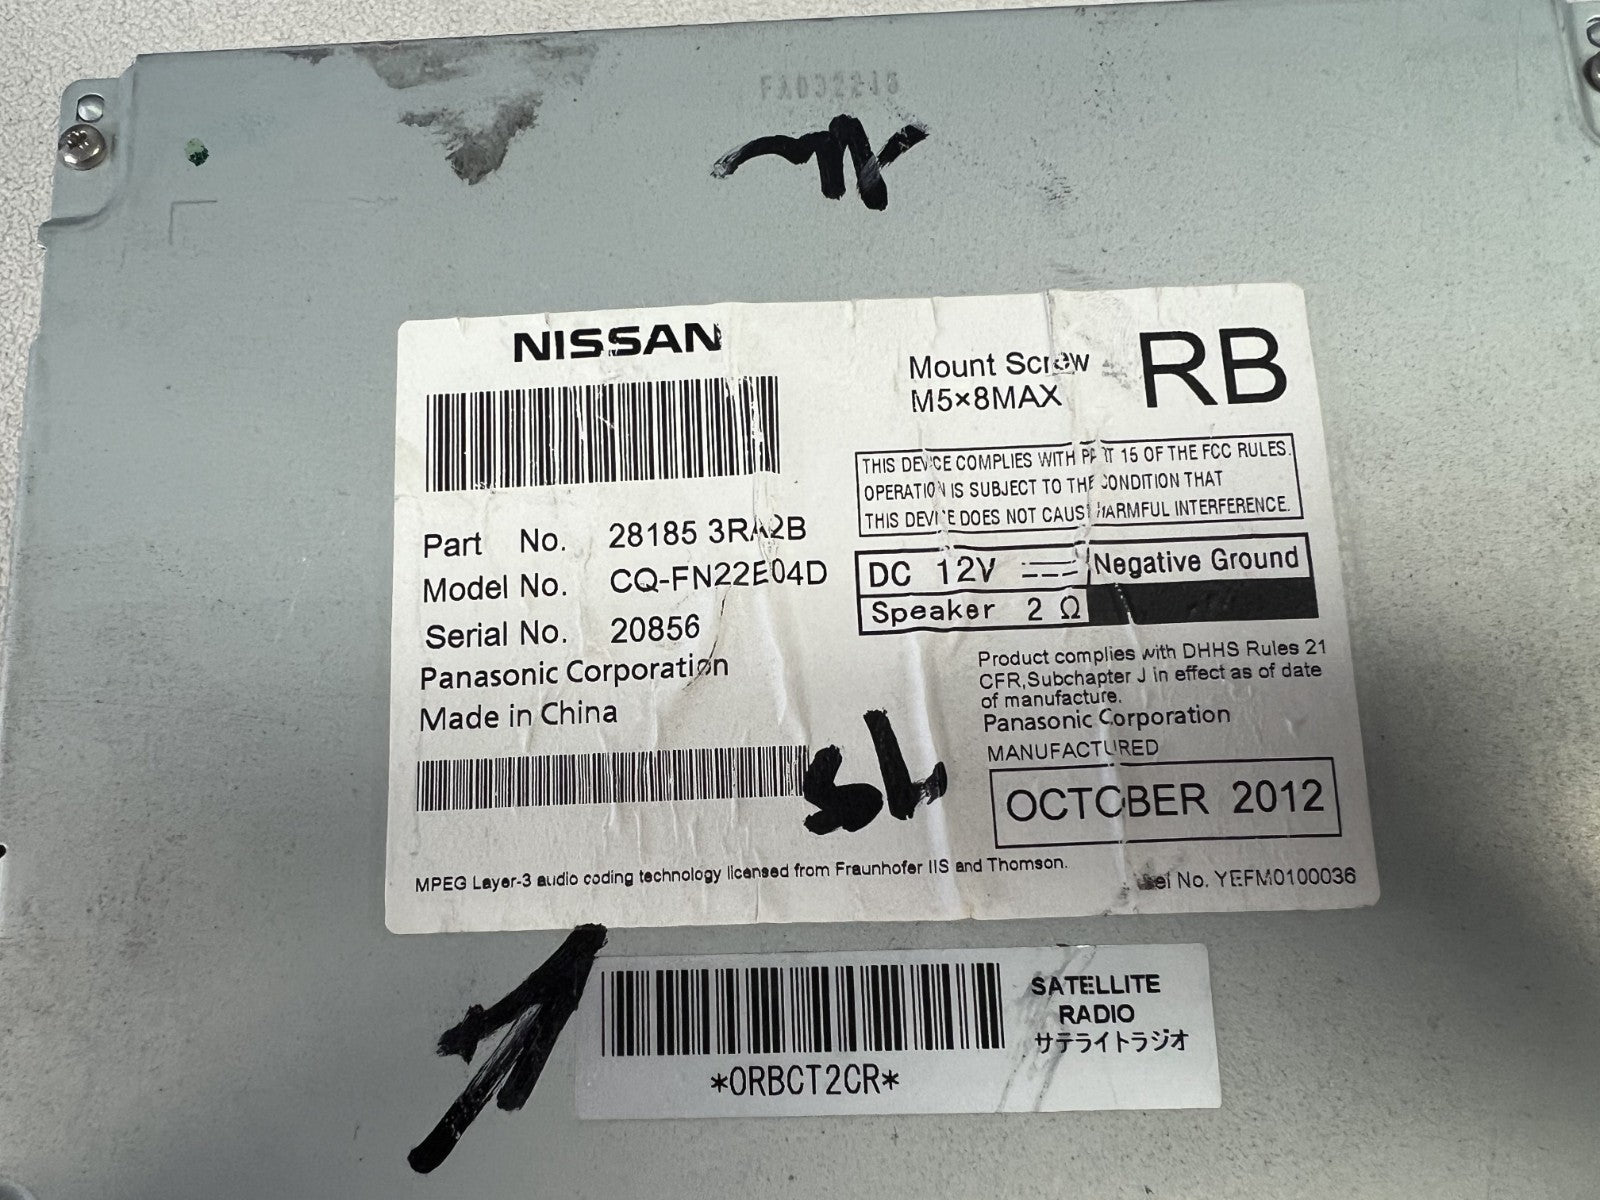 FA032218
NISSAN
Mount Screw
M5×8MAX
RB
Part No. 28185 3RA2B
Model No. CQ-FN22E04D
Serial No. 20856
Panasonic Corporation
Made in China
THIS DEVICE COMPLIES WITH PART 15 OF THE FCC RULES.
OPERATION IS SUBJECT TO THE CONDITION THAT
THIS DEVICE DOES NOT CAUSE HARMFUL INTERFERENCE.
DC 12V Negative Ground
Speaker 2 Ω
Product complies with DHHS Rules 21
CFR,Subchapter J in effect as of date
of manufacture.
Panasonic Corporation
MANUFACTURED
OCTOBER 2012
MPEG Layer-3 audio coding technology licensed from Fraunhofer IIS and Thomson.
No. YEFM0100036
SATELLITE
RADIO
サテライトラジオ
*0RBCT2CR*